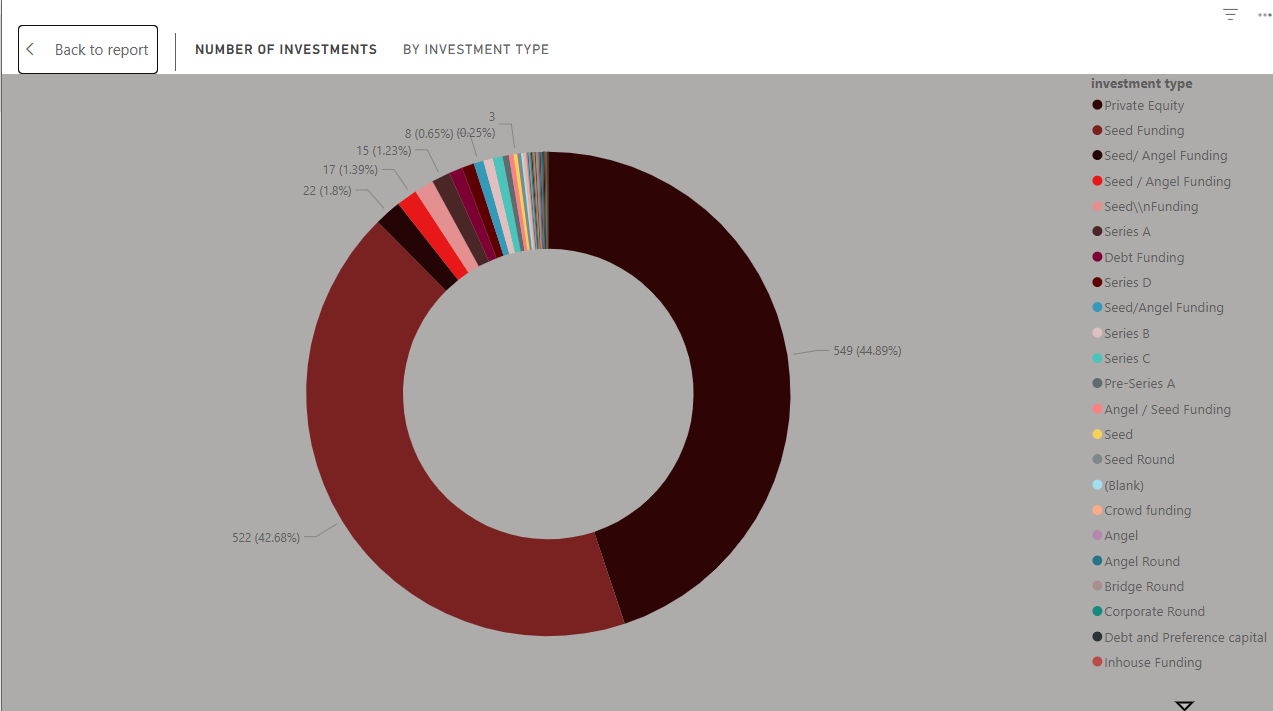 Back to report
NUMBER OF INVESTMENTS
BY INVESTMENT TYPE
3
8 (0.65%)
(0.25%)
15 (1.23%)
17 (1.39%)
22 (1.8%)
549 (44.89%)
522 (42.68%)
investment type
Private Equity
Seed Funding
Seed/ Angel Funding
Seed / Angel Funding
Seed\\nFunding
Series A
Debt Funding
Series D
Seed/Angel Funding
Series B
Series C
Pre-Series A
Angel / Seed Funding
Seed
Seed Round
(Blank)
Crowd funding
Angel
Angel Round
Bridge Round
Corporate Round
Debt and Preference capital
Inhouse Funding